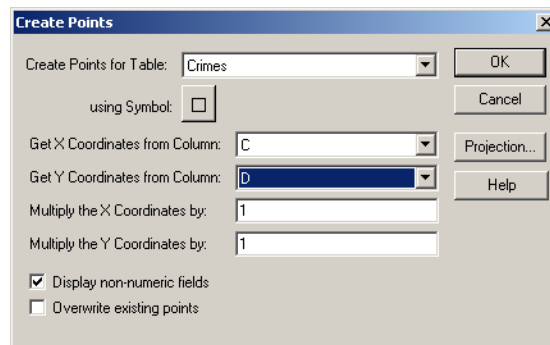 Create Points
Create Points for Table: Crimes
OK
using Symbol:
Cancel
Get X Coordinates from Column: C
Projection...
Get Y Coordinates from Column: D
Help
Multiply the X Coordinates by: 1
Multiply the Y Coordinates by: 1
Display non-numeric fields
Overwrite existing points